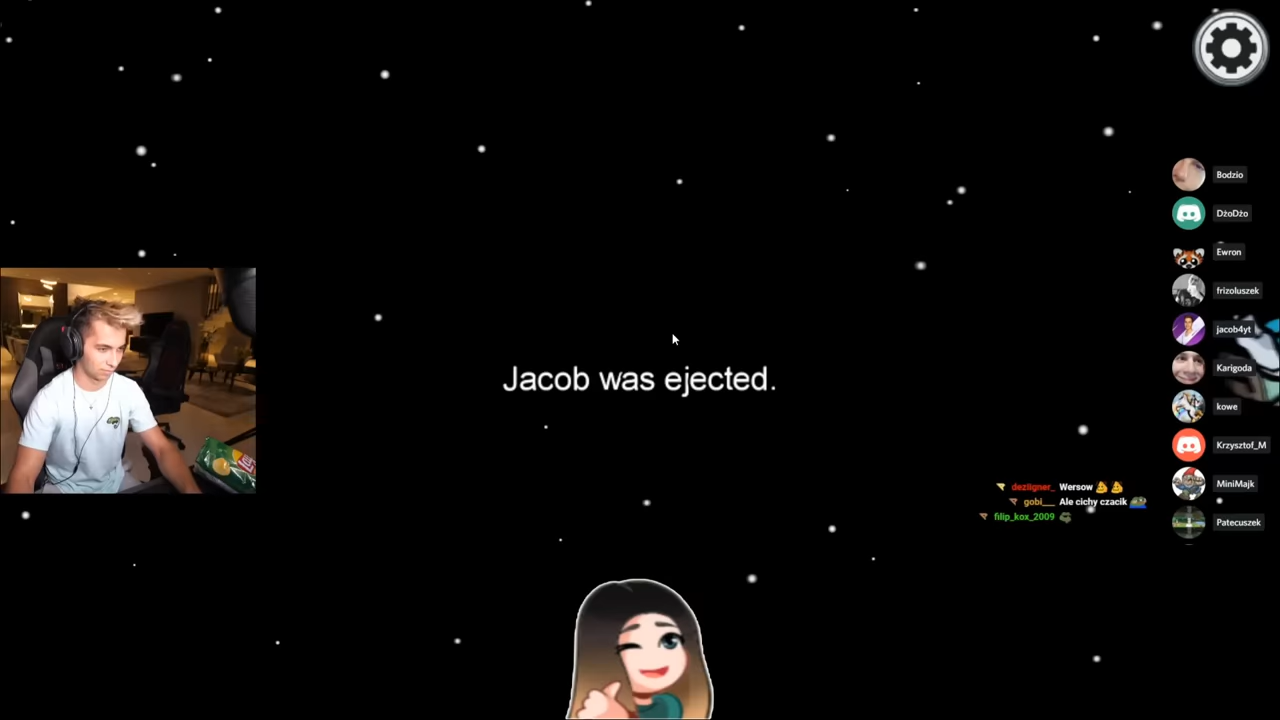 Bodzio
DżoDżo
Ewron
frizoluszek
jacob4yt
Karigoda
kowe
Krzysztof_M
MiniMajk
Patecuszek
Jacob was ejected.
dezligner_ Wersow
gobi___ Ale cichy czacik
filip_kox_2009